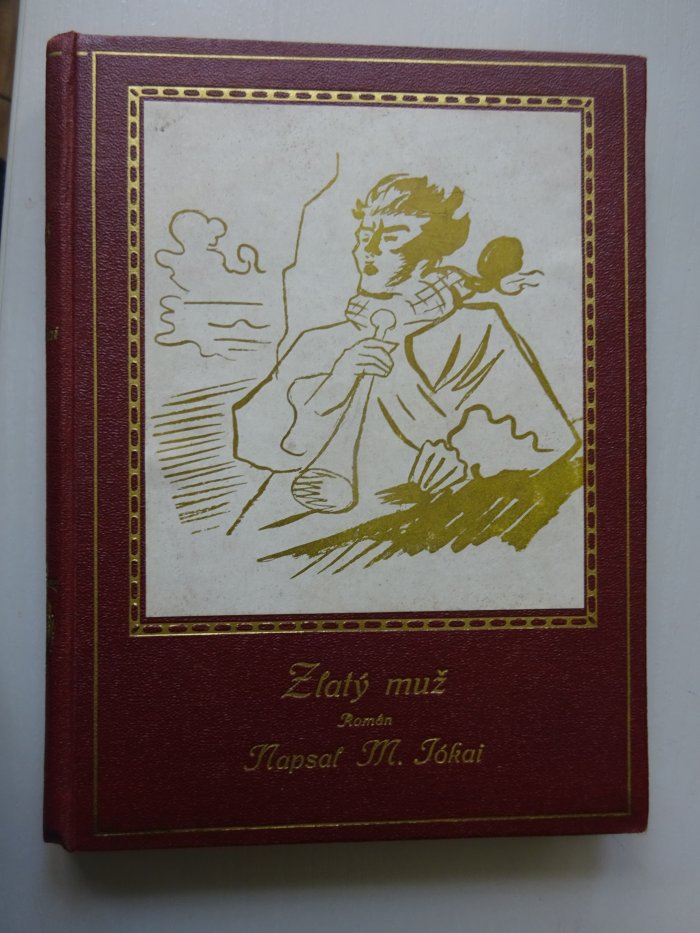 Zlatý muž
Román
Napsal M. Jókai